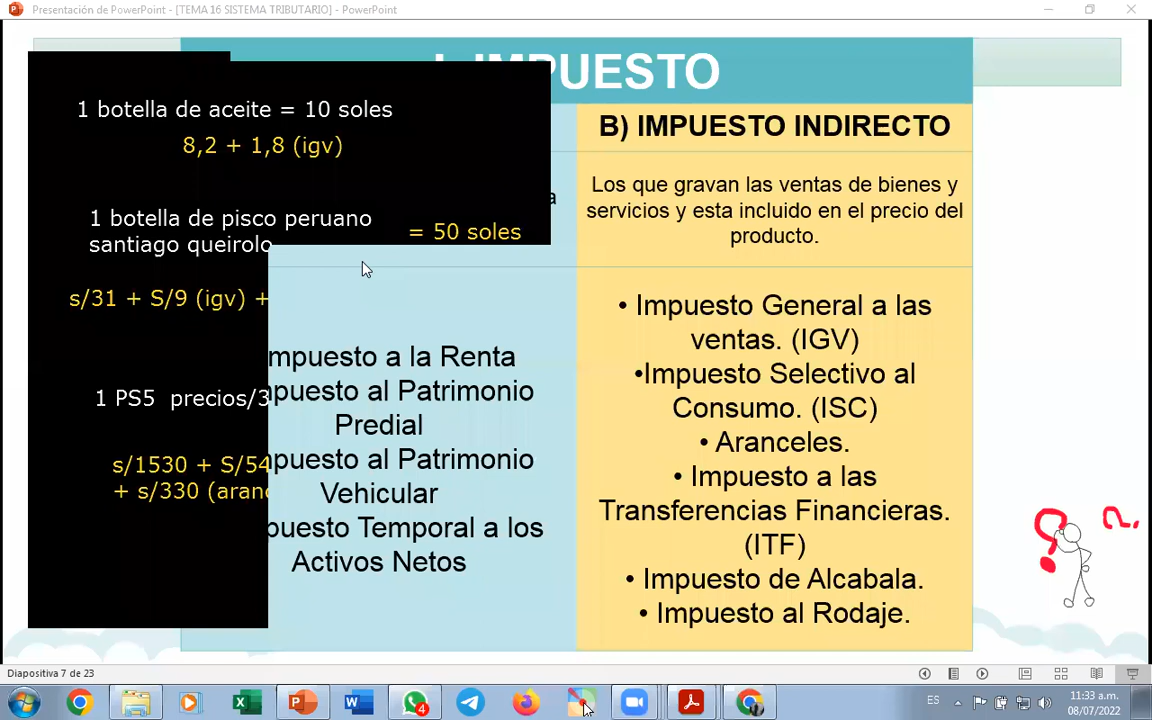 Presentación de PowerPoint - [TEMA 16 SISTEMA TRIBUTARIO] - PowerPoint
IMPUESTO
1 botella de aceite = 10 soles
8,2 + 1,8 (igv)
1 botella de pisco peruano
santiago queirolo
= 50 soles
s/31 + S/9 (igv) +
1 PS5 precios/3
s/1530 + S/54
+ s/330 (aran
mpuesto a la Renta
mpuesto al Patrimonio
Predial
mpuesto al Patrimonio
Vehicular
puesto Temporal a los
Activos Netos
B) IMPUESTO INDIRECTO
Los que gravan las ventas de bienes y
servicios y esta incluido en el precio del
producto.
• Impuesto General a las
ventas. (IGV)
•Impuesto Selectivo al
Consumo. (ISC)
• Aranceles.
• Impuesto a las
Transferencias Financieras.
(ITF)
• Impuesto de Alcabala.
• Impuesto al Rodaje.
Diapositiva 7 de 23
4
ES
11:33 a.m.
08/07/2022